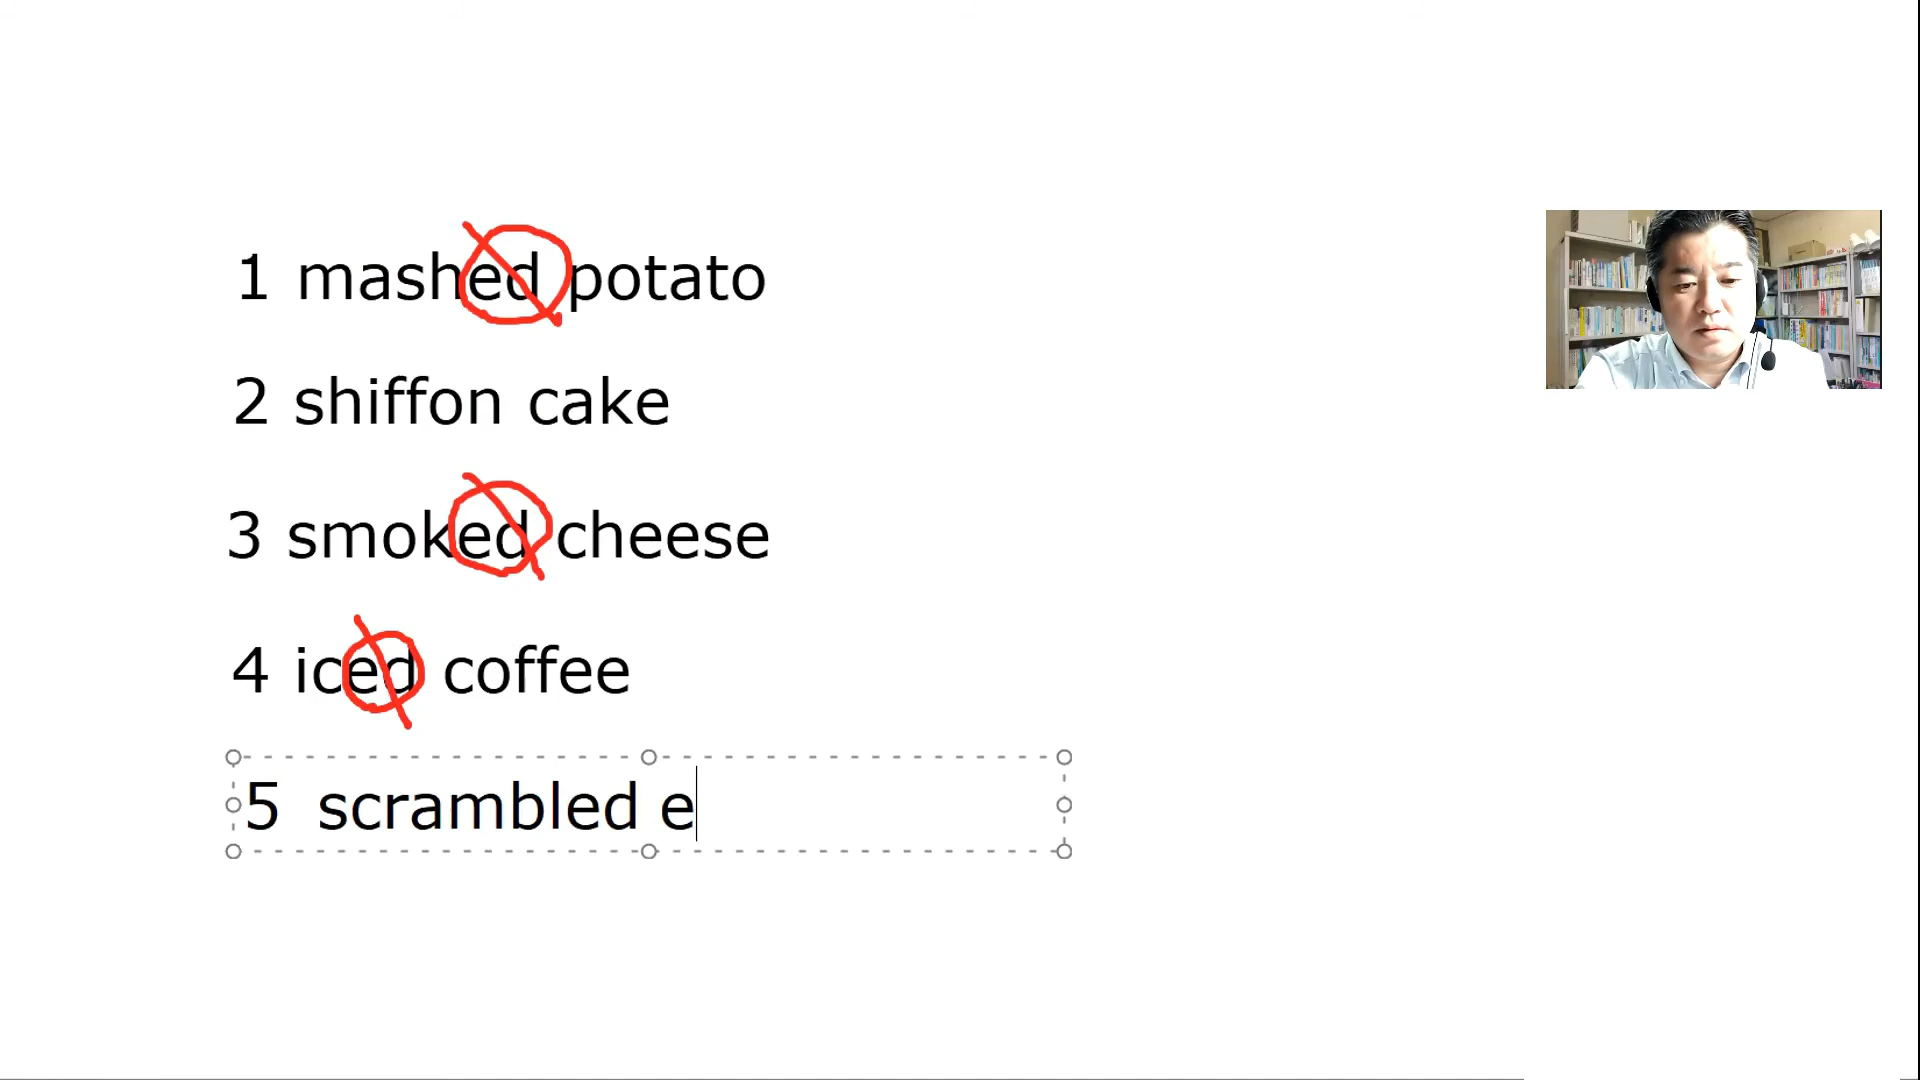 1 mashed potato
2 shiffon cake
3 smoked cheese
4 iced coffee
5 scrambled e